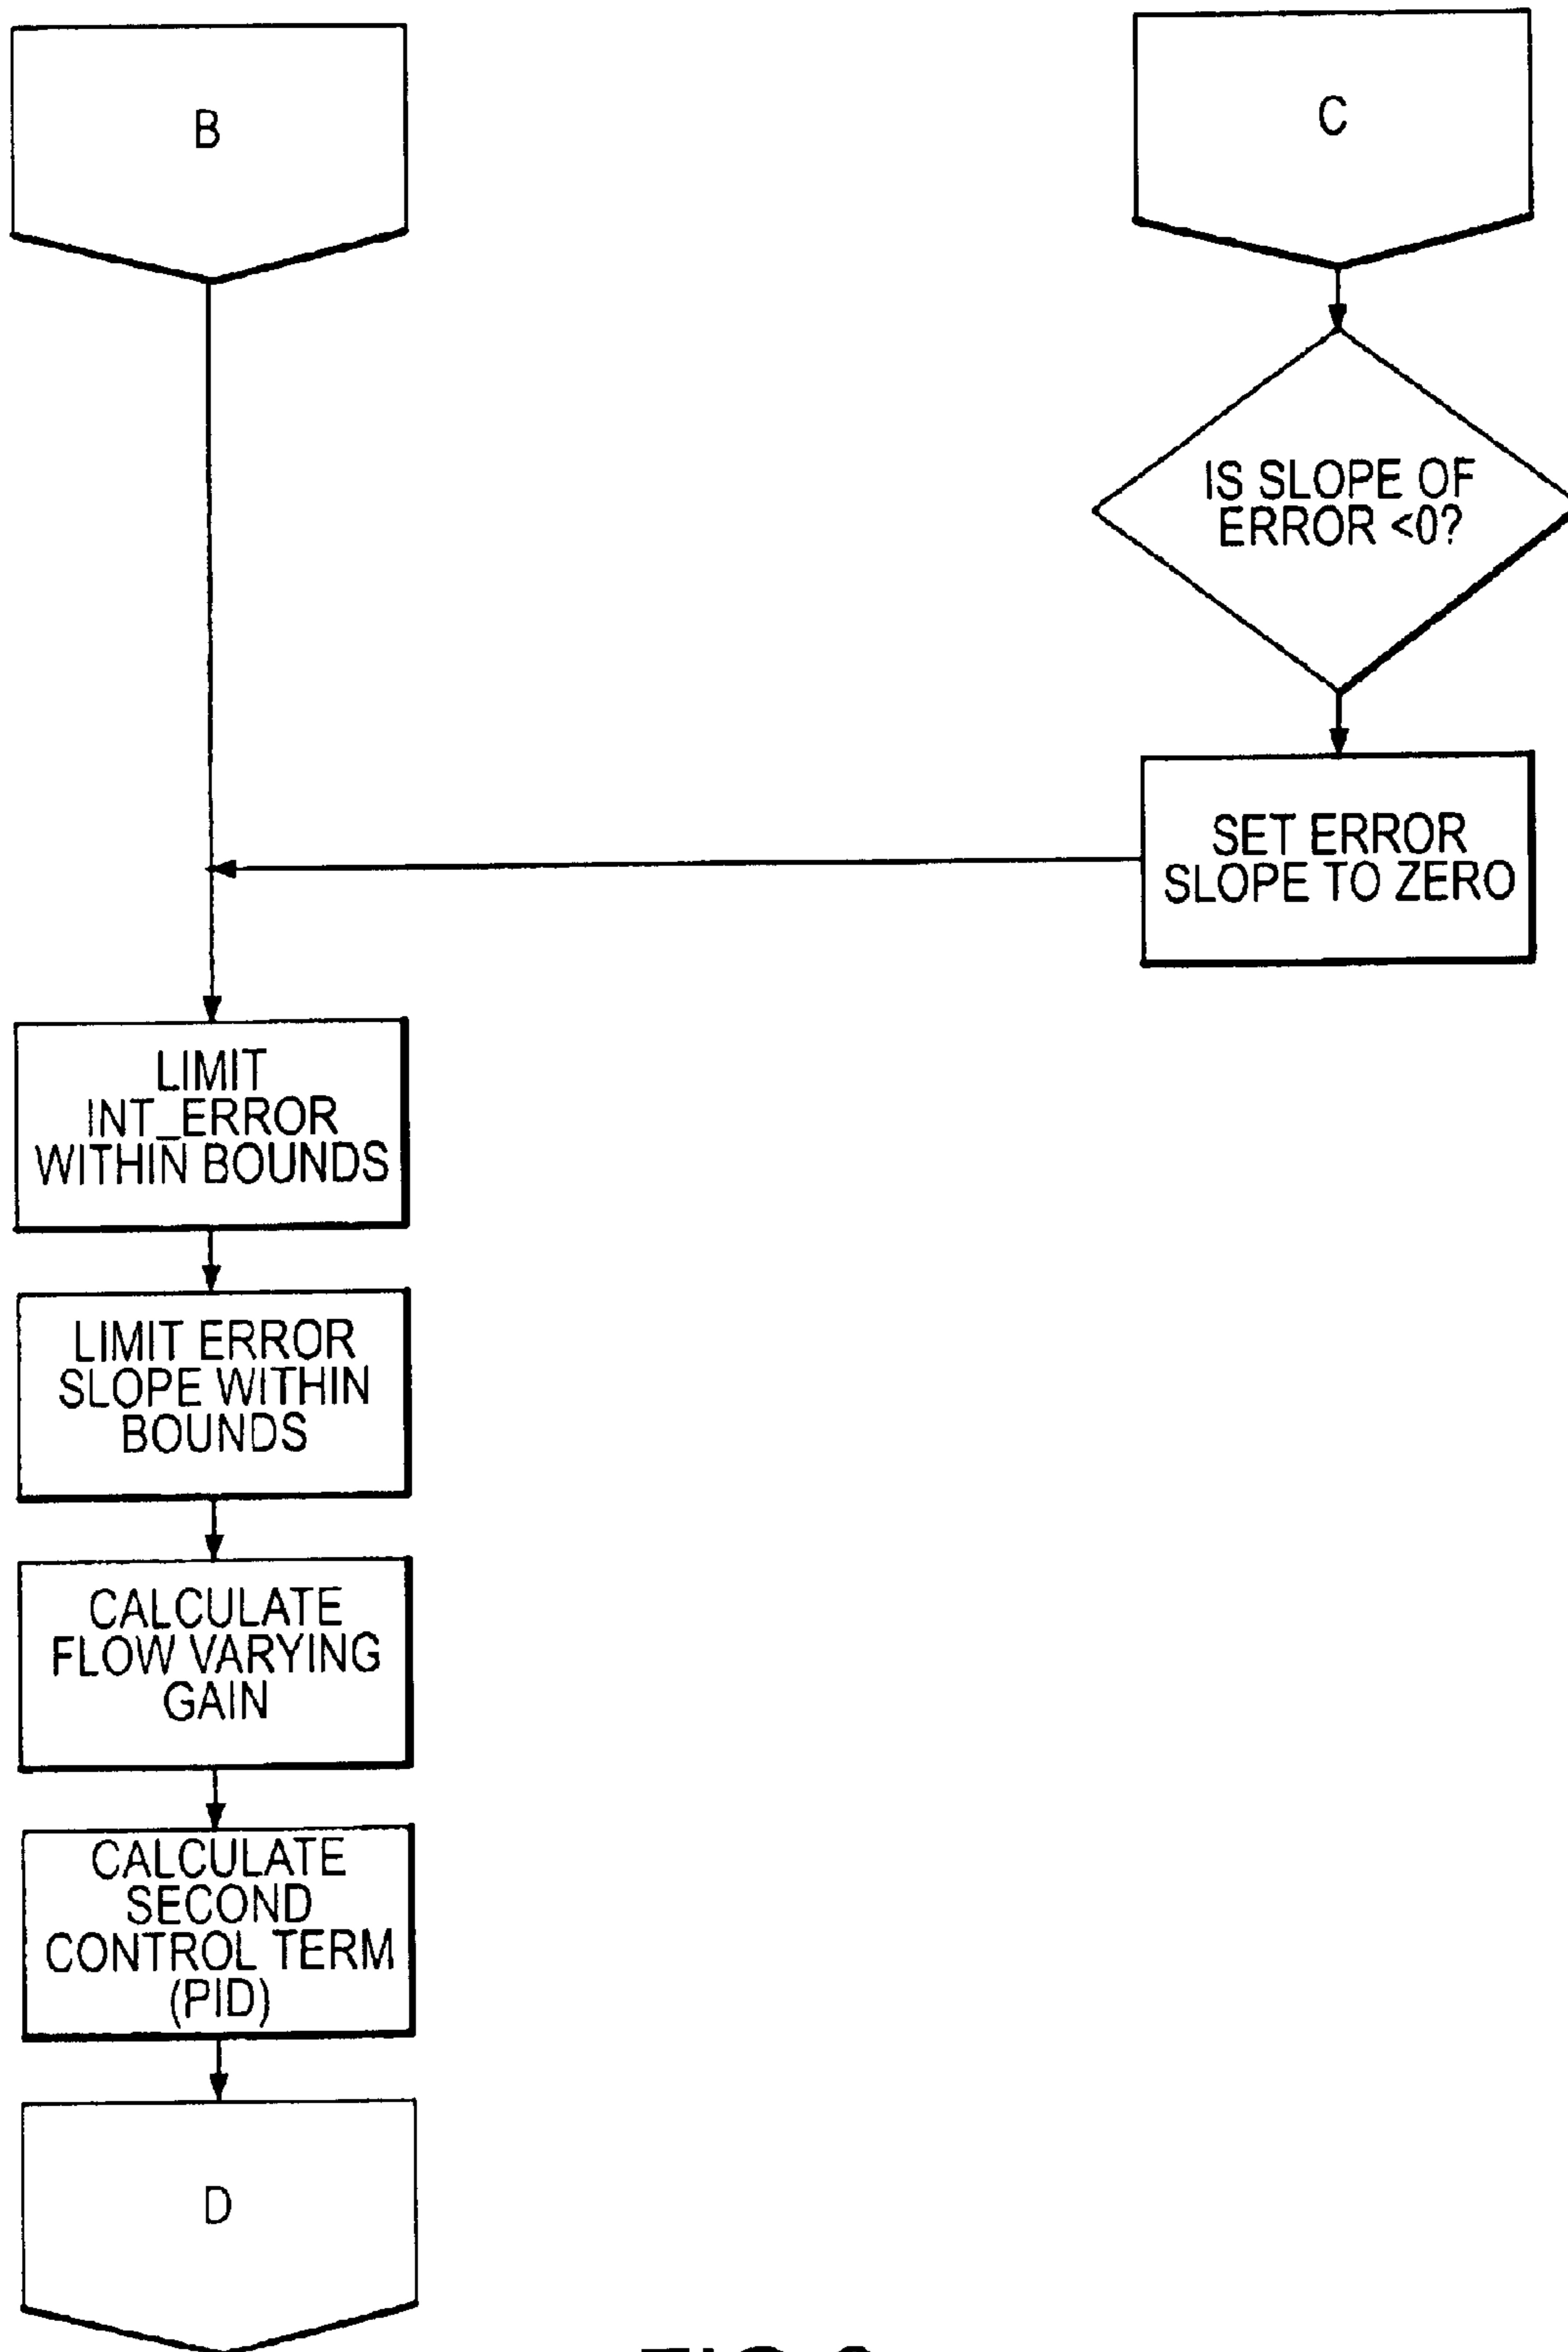 B
C
IS SLOPE OF
ERROR <0?
SET ERROR
SLOPE TO ZERO
LIMIT
INT_ERROR
WITHIN BOUNDS
LIMIT ERROR
SLOPE WITHIN
BOUNDS
CALCULATE
FLOW VARYING
GAIN
CALCULATE
SECOND
CONTROL TERM
(PID)
D